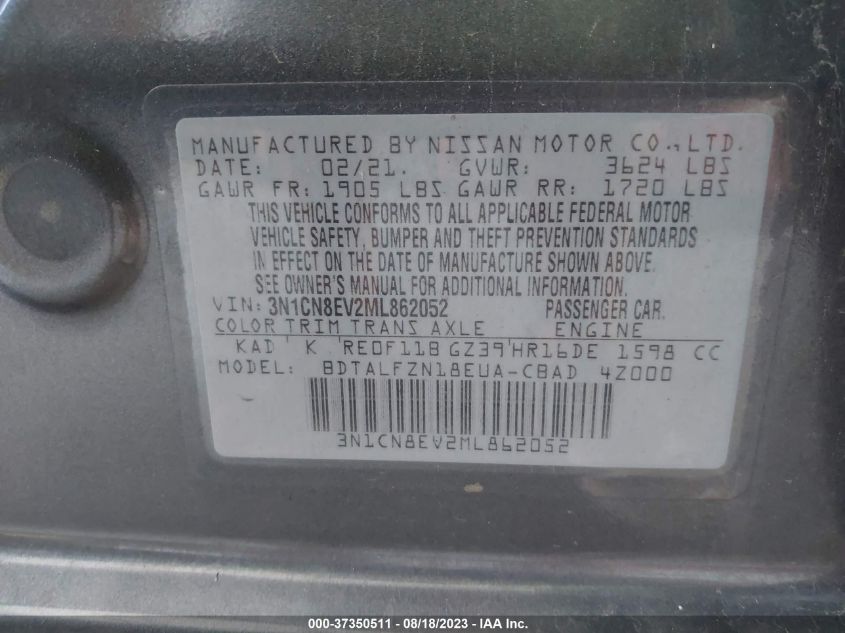 MANUFACTURED BY NISSAN MOTOR CO., LTD.
DATE: 02/21. GVWR: 3624 LBS
GAWR FR: 1905 LBS GAWR RR: 1720 LBS
THIS VEHICLE CONFORMS TO ALL APPLICABLE FEDERAL MOTOR
VEHICLE SAFETY, BUMPER AND THEFT PREVENTION STANDARDS
IN EFFECT ON THE DATE OF MANUFACTURE SHOWN ABOVE.
SEE OWNER'S MANUAL FOR ADDITIONAL INFORMATION.
VIN: 3N1CN8EV2ML862052 PASSENGER CAR.
COLOR TRIM TRANS AXLE ENGINE
KAD K RE0F11B GZ39 HR16DE 1598 CC
MODEL: BDTALFZN18EUA-CBAD 4Z000
3N1CN8EV2ML862052
000-37350511 - 08/18/2023 - IAAI.com